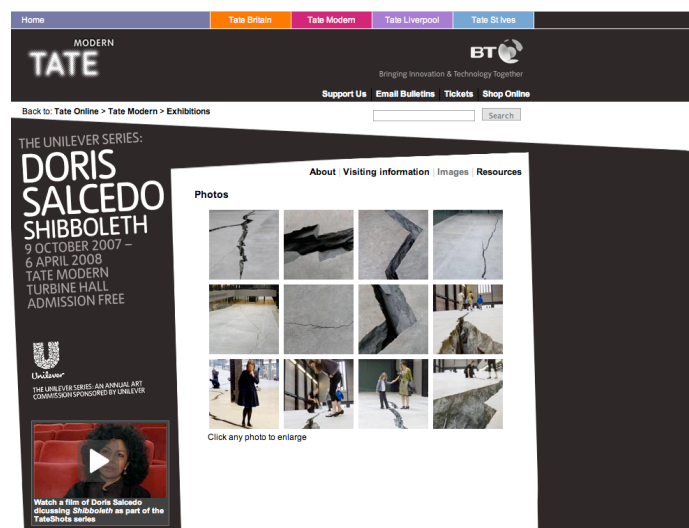 Home
Tate Britain
Tate Modern
Tate Liverpool
Tate St Ives
MODERN
TATE
BT
Bringing Innovation & Technology Together
Support Us
Email Bulletins
Tickets
Shop Online
Back to: Tate Online > Tate Modern > Exhibitions
Search
THE UNILEVER SERIES:
DORIS
SALCEDO
SHIBBOLETH
9 OCTOBER 2007 –
6 APRIL 2008
TATE MODERN
TURBINE HALL
ADMISSION FREE
About | Visiting information | Images | Resources
Photos
Click any photo to enlarge
Unilever
THE UNILEVER SERIES: AN ANNUAL ART
COMMISSION SPONSORED BY UNILEVER
Watch a film of Doris Salcedo
dicussing Shibboleth as part of the
TateShots series